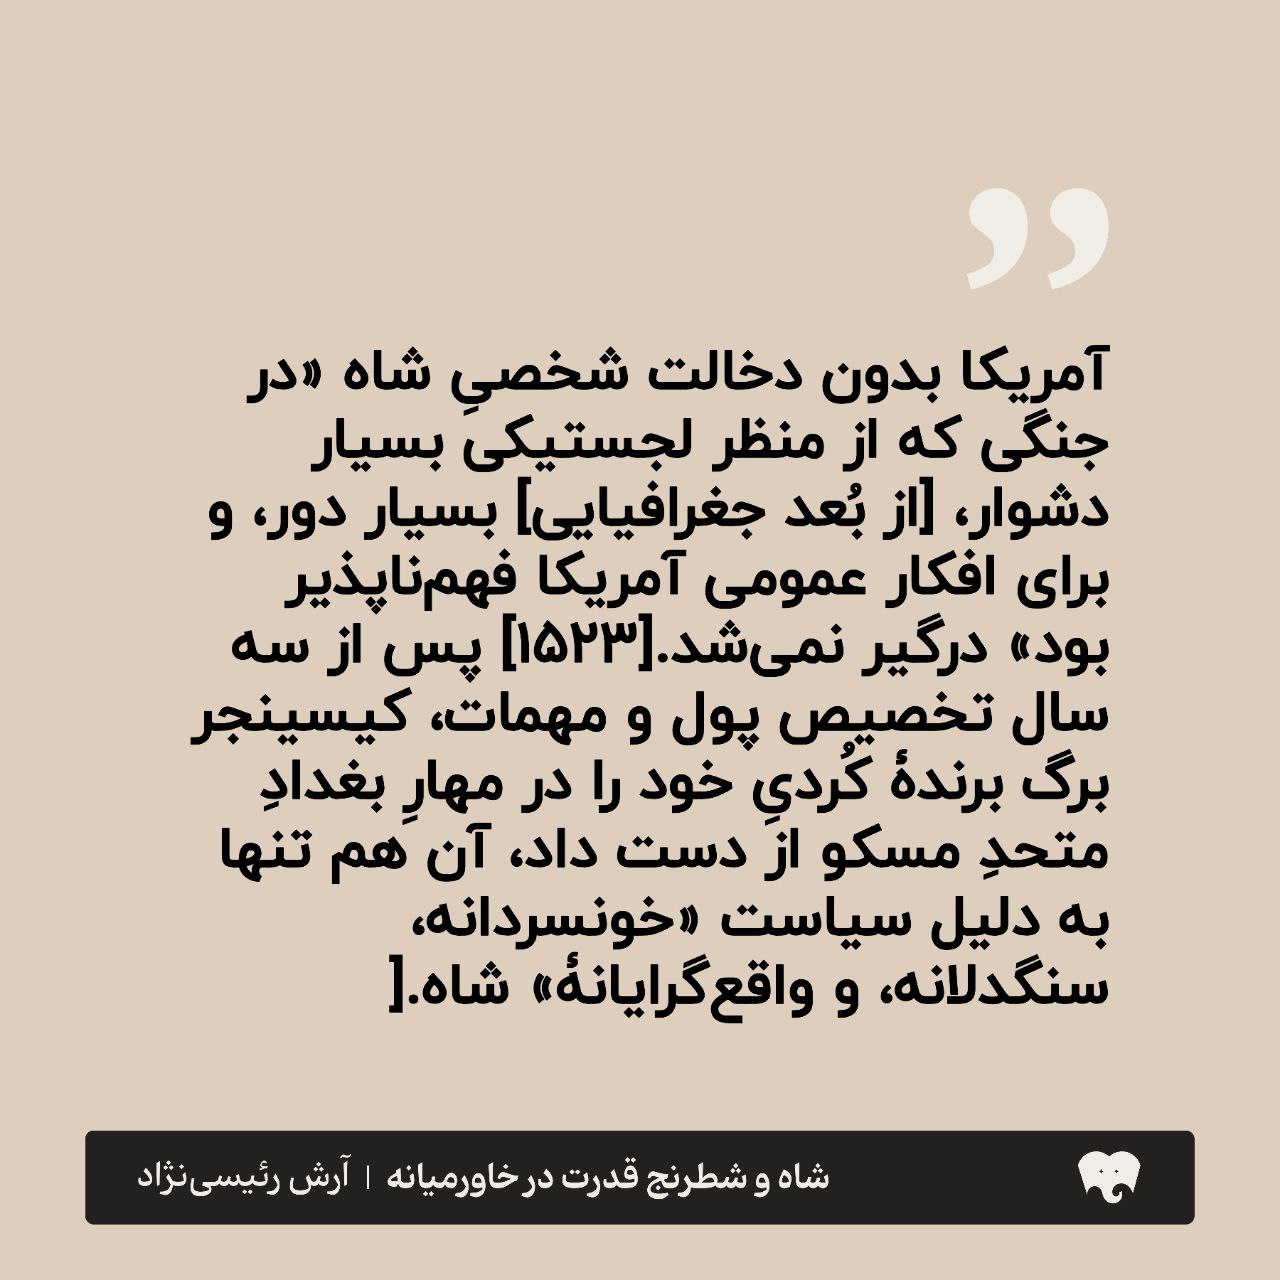 ”
آمریکا بدون دخالت شخصیِ شاه «در
جنگی که از منظر لجستیکی بسیار
دشوار، [از بُعد جغرافیایی] بسیار دور، و
برای افکار عمومی آمریکا فهم‌ناپذیر
بود» درگیر نمی‌شد.[۱۵۲۳] پس از سه
سال تخصیص پول و مهمات، کیسینجر
برگ برندهٔ کُردیِ خود را در مهارِ بغدادِ
متحدِ مسکو از دست داد، آن هم تنها
به دلیل سیاست «خونسردانه،
سنگدلانه، و واقع‌گرایانهٔ» شاه.[
شاه و شطرنج قدرت در خاورمیانه | آرش رئیسی‌نژاد